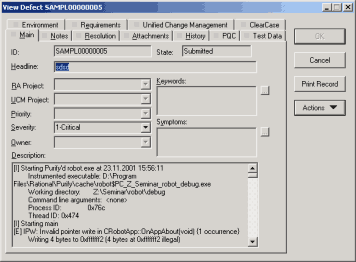 View Defect SAMPL00000005
Environment Requirements Unified Change Management ClearCase
Main Notes Resolution Attachments History PQC Test Data
ID: SAMPL00000005 State: Submitted
Headline: sdsd
RA Project: Keywords:
UCM Project:
Priority:
Severity: 1-Critical Symptoms:
Owner:
Description:
[I] Starting Purify'd robot.exe at 23.11.2001 15:56:11
Instrumented executable: D:\Program
Files\Rational\Purify\cache\robot$PC_Z_Seminar_robot_debug.exe
Working directory: Z:\Seminar\robot\debug
Command line arguments: <none>
Process ID: 0x76c
Thread ID: 0x474
[I] Starting main
[E] IPW: Invalid pointer write in CRobotApp::OnAppAbout(void) {1 occurrence}
Writing 4 bytes to 0xfffffff2 (4 bytes at 0xfffffff2 illegal)
OK
Cancel
Print Record
Actions